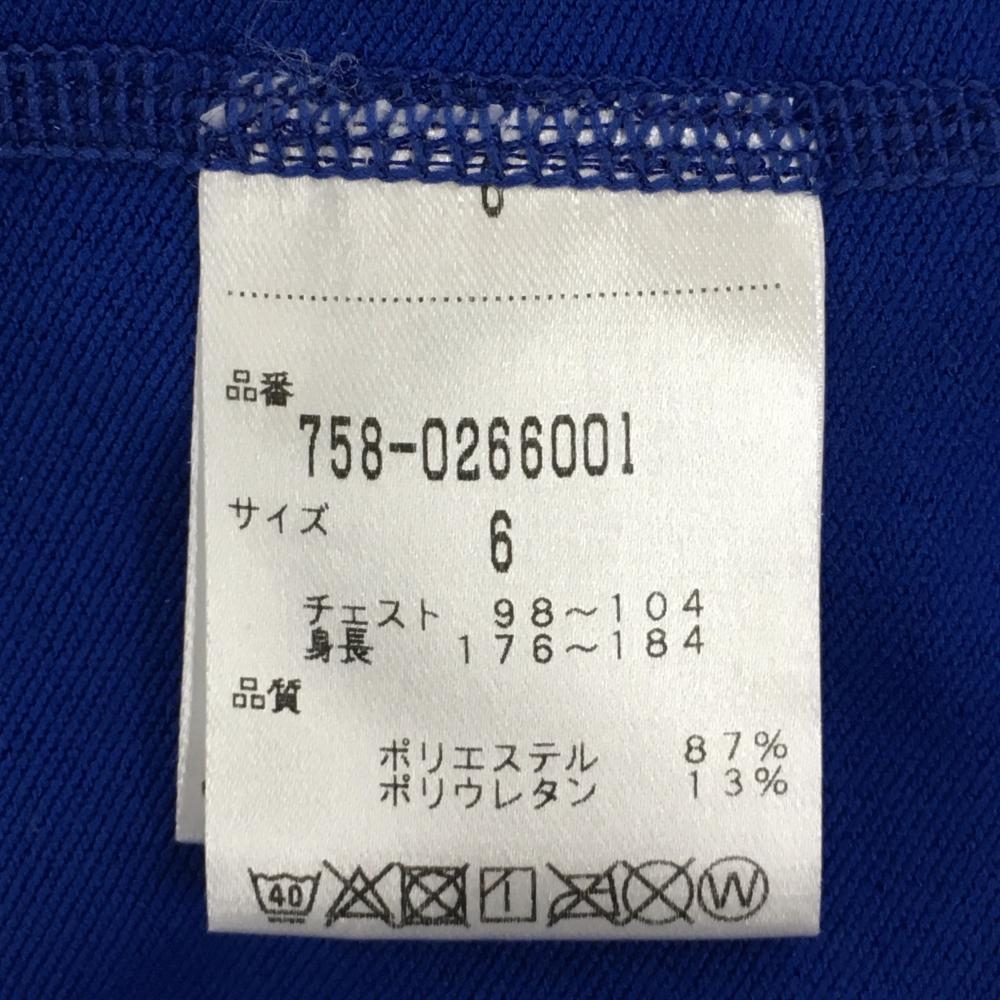 品番
758-0266001
サイズ 6
チェスト 98～104
身長 176～184
品質
ポリエステル 87%
ポリウレタン 13%
40 W